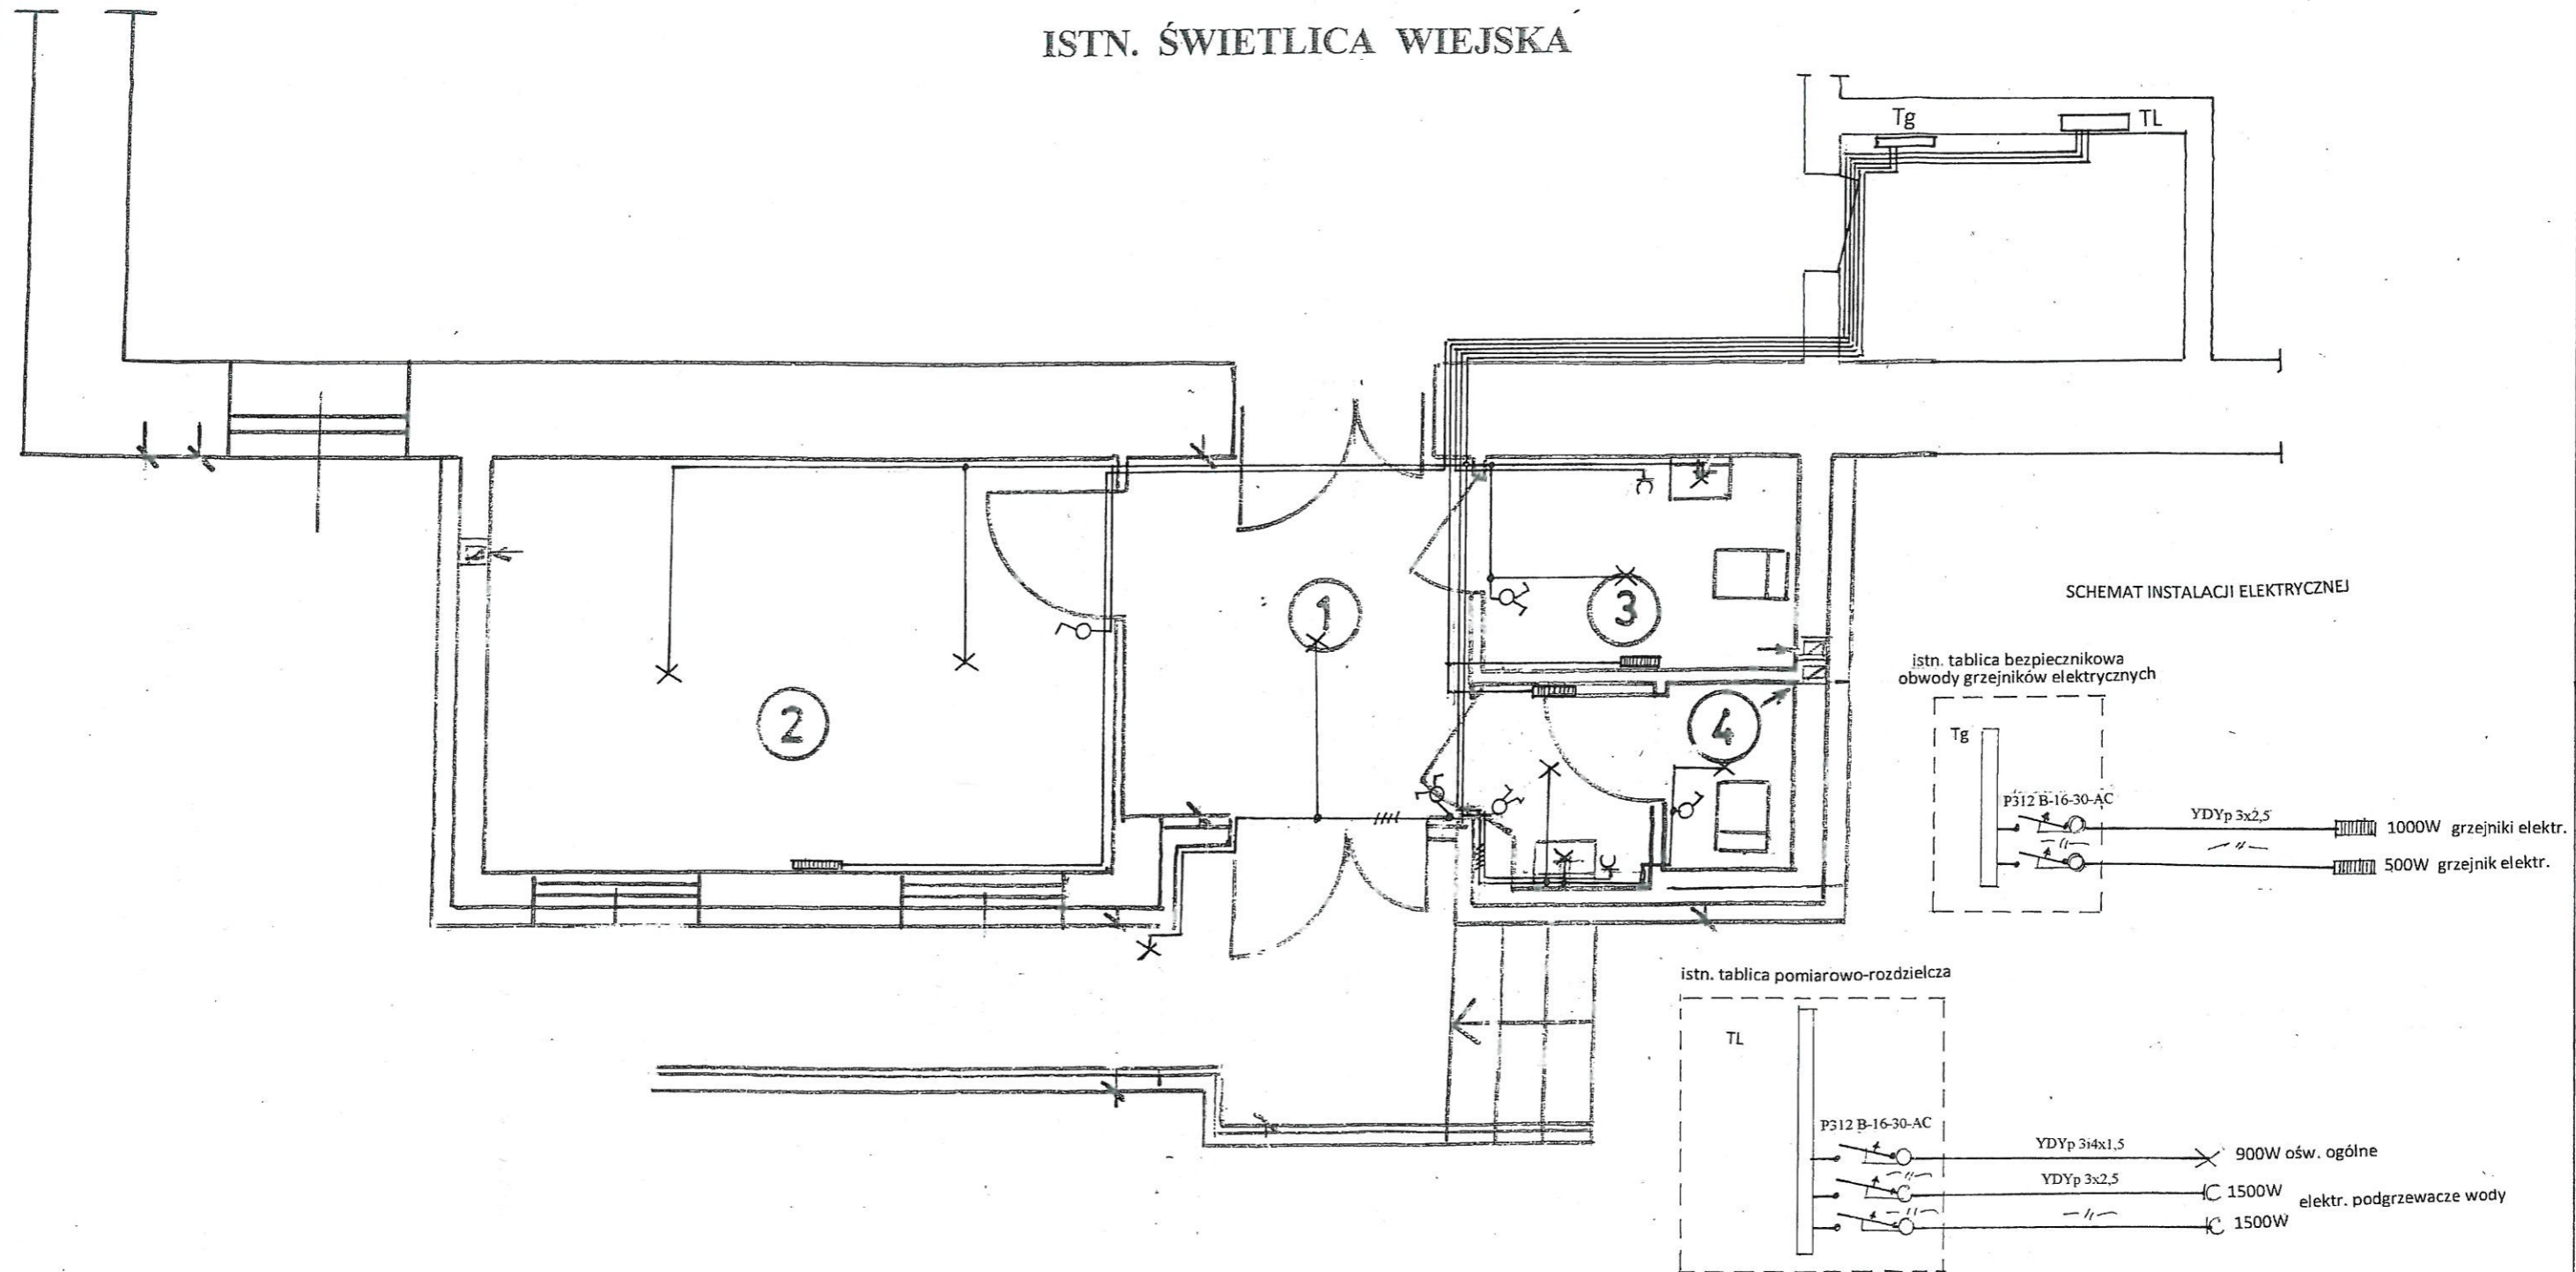 ISTN. ŚWIETLICA WIEJSKA
Tg
TL
1
2
3
4
SCHEMAT INSTALACJI ELEKTRYCZNEJ
istn. tablica bezpiecznikowa
obwody grzejników elektrycznych
Tg
P312 B-16-30-AC
YDYp 3x2,5
1000W grzejniki elektr.
-//-
-//-
500W grzejnik elektr.
istn. tablica pomiarowo-rozdzielcza
TL
P312 B-16-30-AC
YDYp 3i4x1,5
900W ośw. ogólne
-//-
YDYp 3x2,5
1500W
elektr. podgrzewacze wody
-//-
-//-
1500W